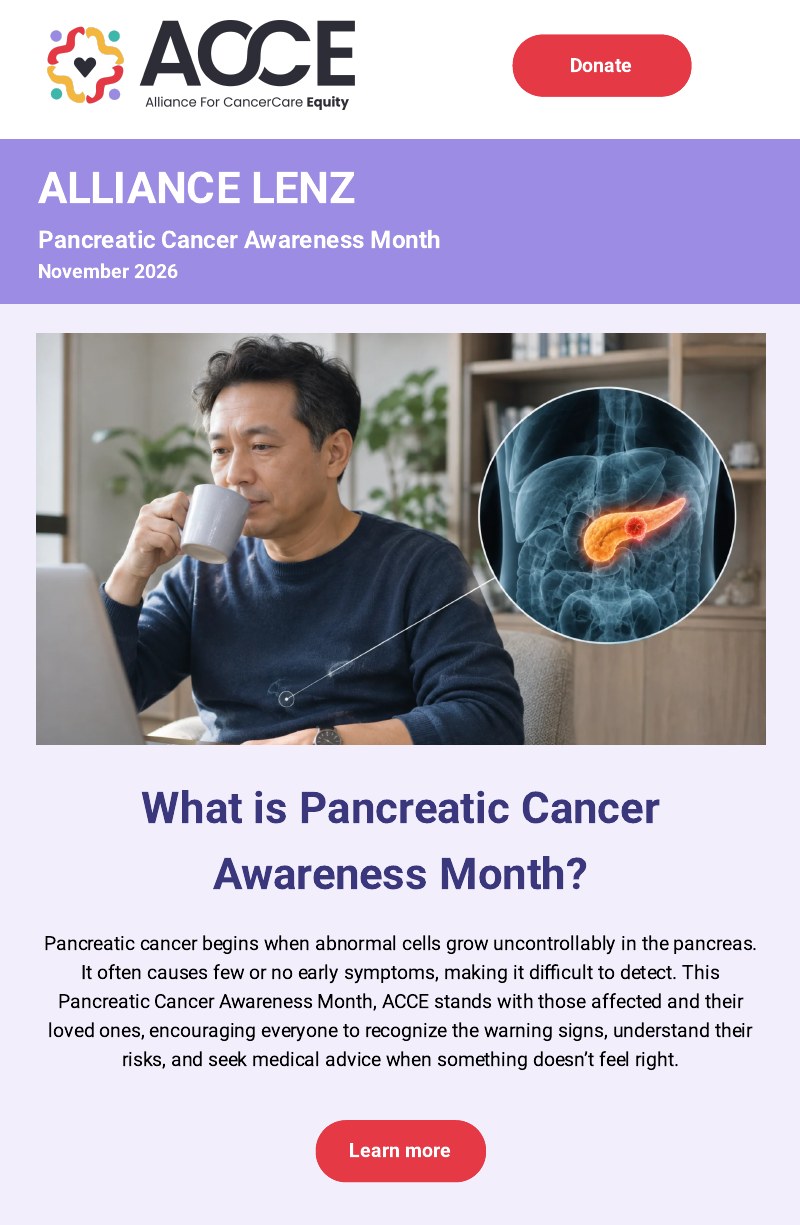 ACCE
Alliance For CancerCare Equity
Donate
ALLIANCE LENZ
Pancreatic Cancer Awareness Month
November 2026
What is Pancreatic Cancer
Awareness Month?
Pancreatic cancer begins when abnormal cells grow uncontrollably in the pancreas.
It often causes few or no early symptoms, making it difficult to detect. This
Pancreatic Cancer Awareness Month, ACCE stands with those affected and their
loved ones, encouraging everyone to recognize the warning signs, understand their
risks, and seek medical advice when something doesn’t feel right.
Learn more